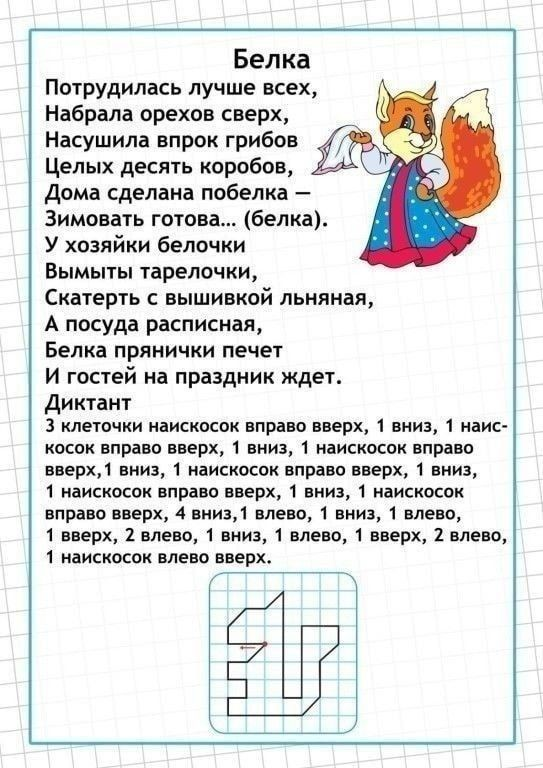 Белка
Потрудилась лучше всех,
Набрала орехов сверх,
Насушила впрок грибов
Целых десять коробов,
Дома сделана побелка –
Зимовать готова... (белка).
У хозяйки белочки
Вымыты тарелочки,
Скатерть с вышивкой льняная,
А посуда расписная,
Белка прянички печет
И гостей на праздник ждет.
Диктант
3 клеточки наискосок вправо вверх, 1 вниз, 1 наис-
косок вправо вверх, 1 вниз, 1 наискосок вправо
вверх,1 вниз, 1 наискосок вправо вверх, 1 вниз,
1 наискосок вправо вверх, 1 вниз, 1 наискосок
вправо вверх, 4 вниз,1 влево, 1 вниз, 1 влево,
1 вверх, 2 влево, 1 вниз, 1 влево, 1 вверх, 2 влево,
1 наискосок влево вверх.